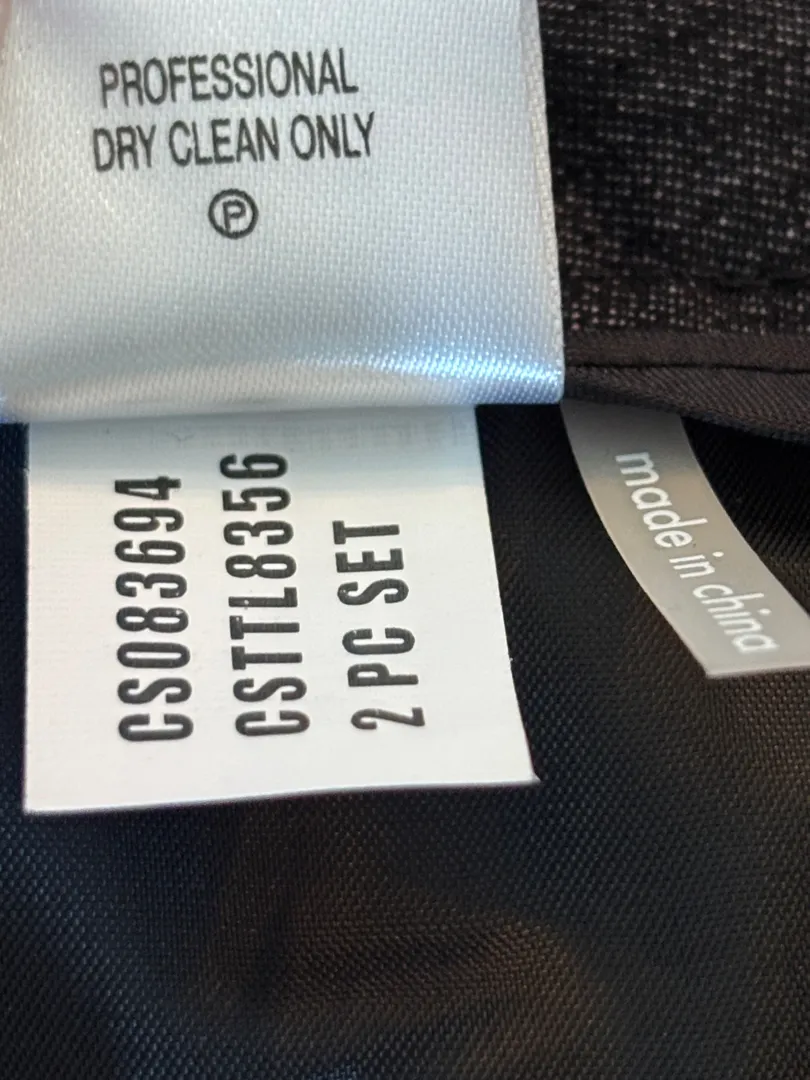 PROFESSIONAL
DRY CLEAN ONLY
P
CS083694
CSTTL8356
2 PC SET
made in china